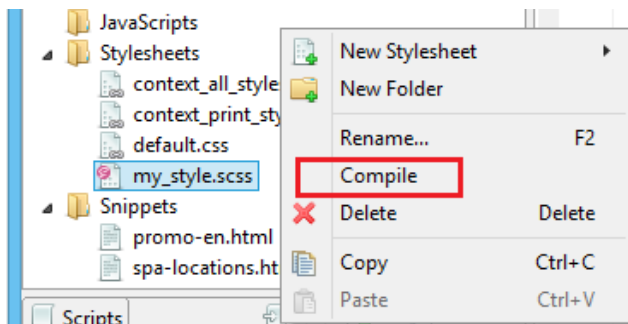 JavaScripts
Stylesheets
context_all_style
context_print_sty
default.css
my_style.scss
Snippets
promo-en.html
spa-locations.ht
Scripts
New Stylesheet
New Folder
Rename... F2
Compile
Delete Delete
Copy Ctrl+C
Paste Ctrl+V